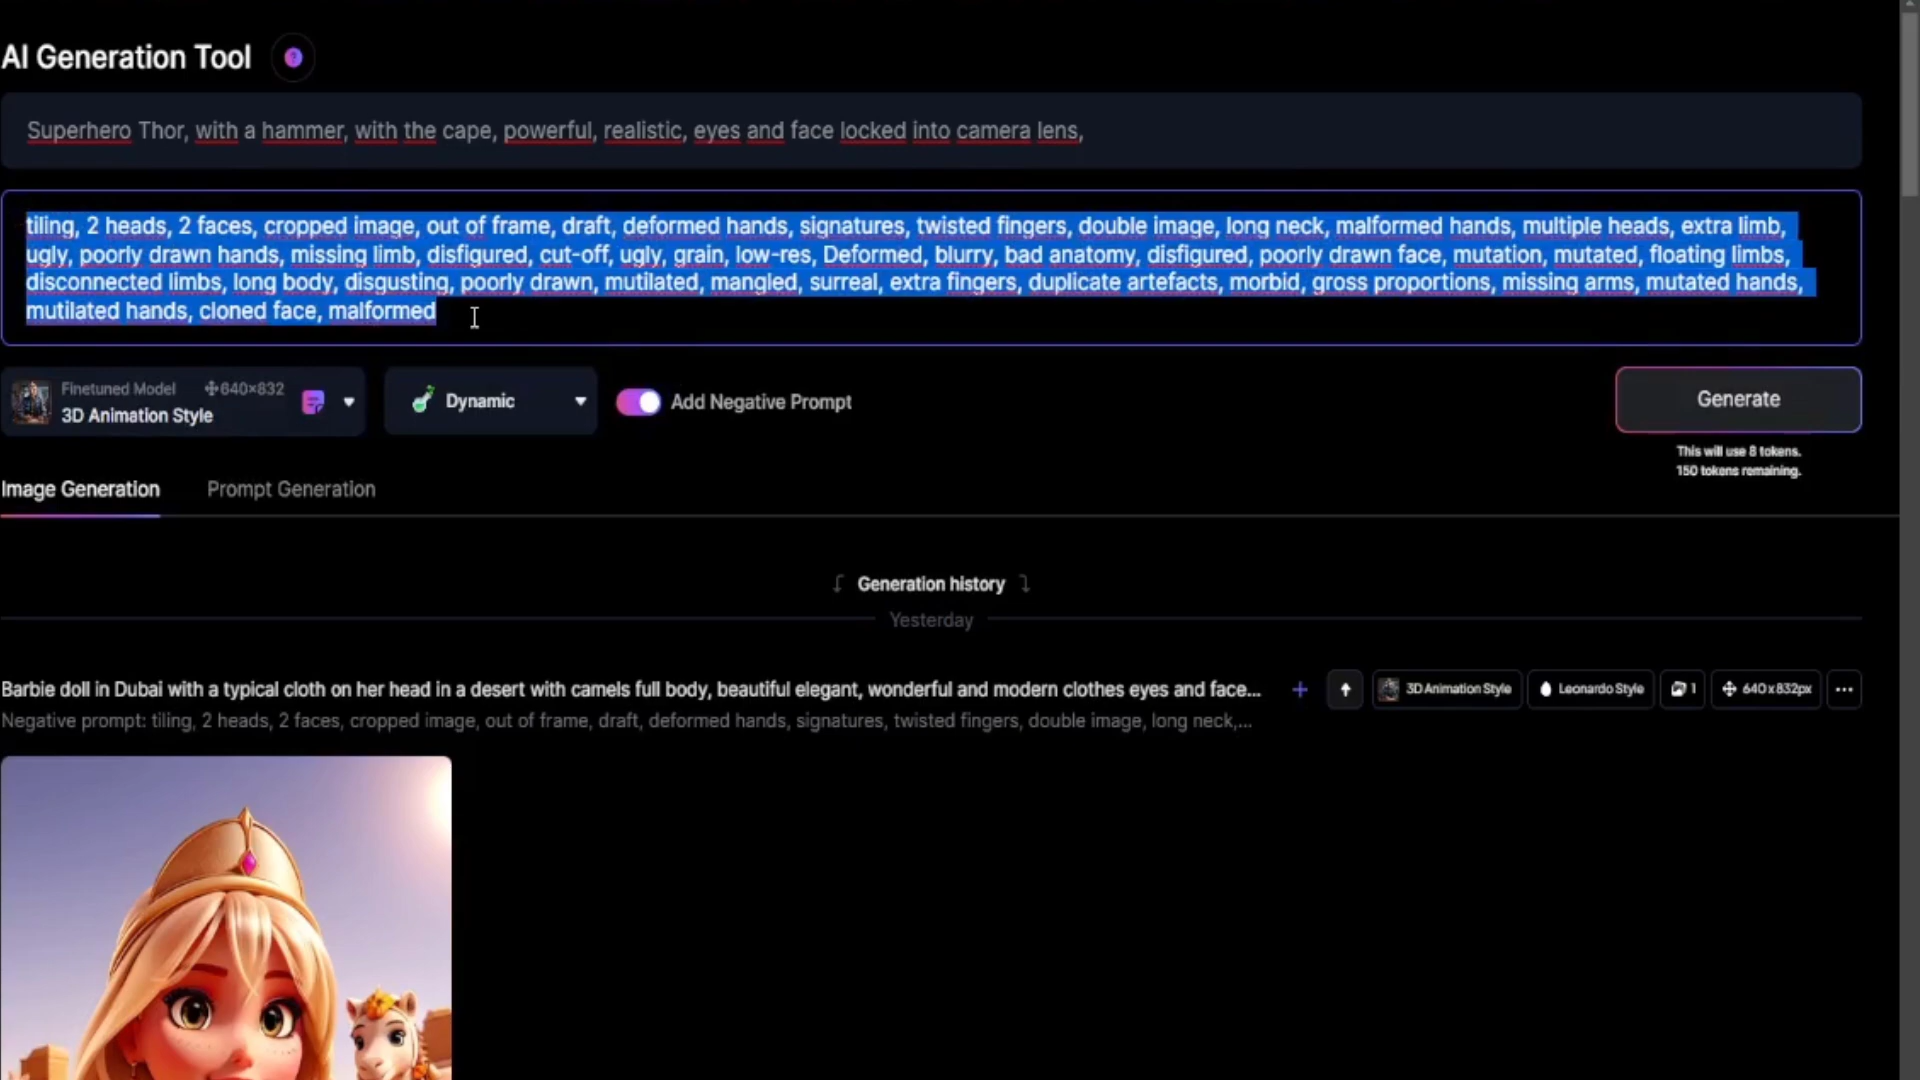 AI Generation Tool
Superhero Thor, with a hammer, with the cape, powerful, realistic, eyes and face locked into camera lens,
tiling, 2 heads, 2 faces, cropped image, out of frame, draft, deformed hands, signatures, twisted fingers, double image, long neck, malformed hands, multiple heads, extra limb,
ugly, poorly drawn hands, missing limb, disfigured, cut-off, ugly, grain, low-res, Deformed, blurry, bad anatomy, disfigured, poorly drawn face, mutation, mutated, floating limbs,
disconnected limbs, long body, disgusting, poorly drawn, mutilated, mangled, surreal, extra fingers, duplicate artefacts, morbid, gross proportions, missing arms, mutated hands,
mutilated hands, cloned face, malformed
Finetuned Model 640×832
3D Animation Style
Dynamic
Add Negative Prompt
Generate
This will use 8 tokens.
150 tokens remaining.
Image Generation Prompt Generation
Generation history
Yesterday
Barbie doll in Dubai with a typical cloth on her head in a desert with camels full body, beautiful elegant, wonderful and modern clothes eyes and face... 3D Animation Style Leonardo Style 1 640x832px
Negative prompt: tiling, 2 heads, 2 faces, cropped image, out of frame, draft, deformed hands, signatures, twisted fingers, double image, long neck,...